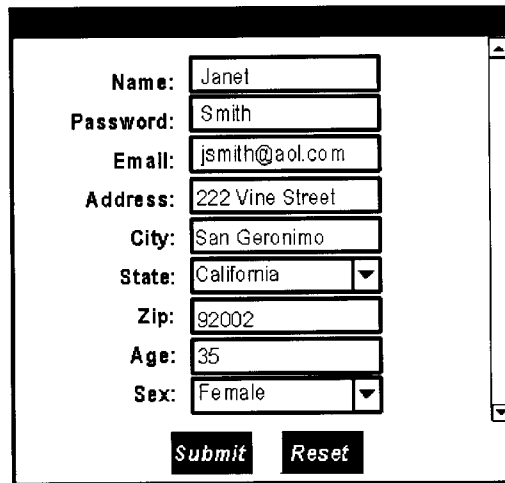 Name: Janet
Password: Smith
Email: jsmith@aol.com
Address: 222 Vine Street
City: San Geronimo
State: California
Zip: 92002
Age: 35
Sex: Female
Submit Reset